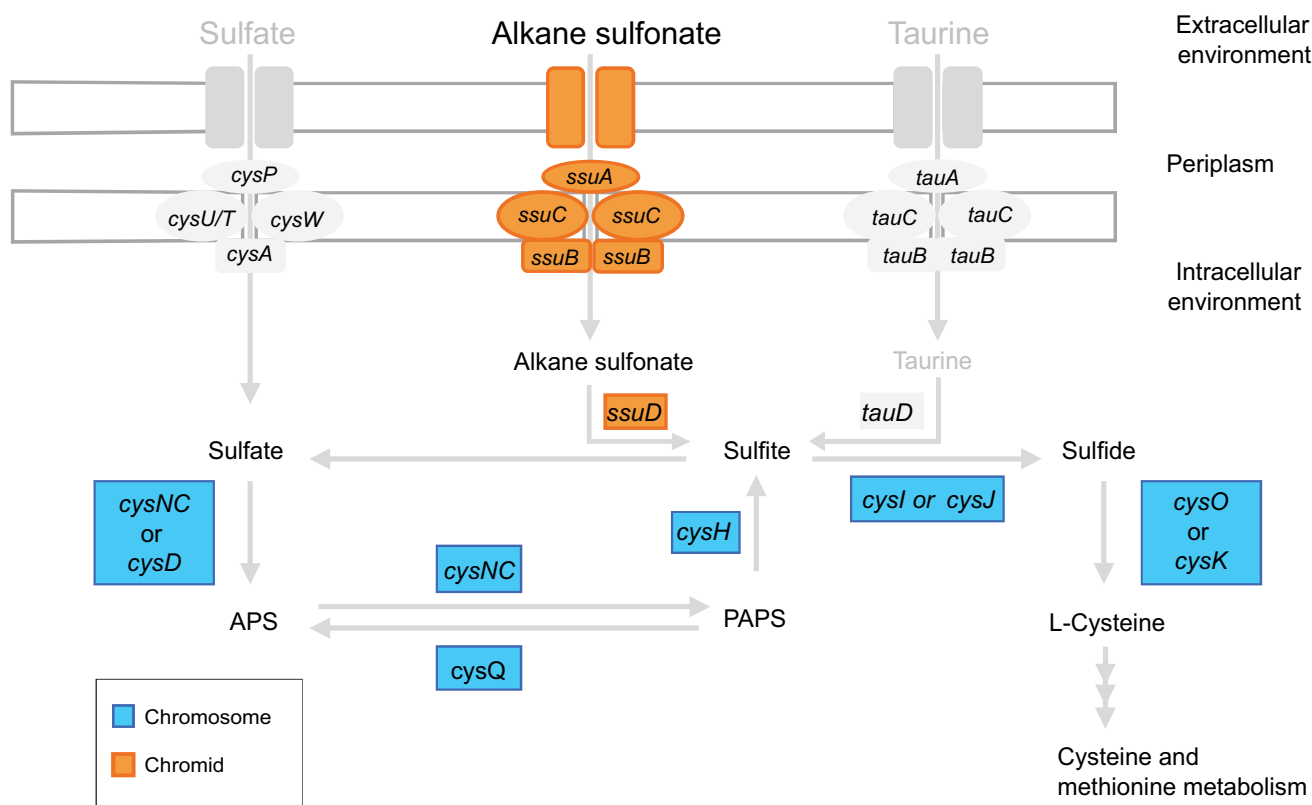 Sulfate
Alkane sulfonate
Taurine
Extracellular
environment
cysP
ssuA
tauA
Periplasm
cysU/T
cysW
ssuC
ssuC
tauC
tauC
cysA
ssuB
ssuB
tauB
tauB
Intracellular
environment
Alkane sulfonate
Taurine
ssuD
tauD
Sulfate
Sulfite
Sulfide
cysNC
or
cysD
cysH
cysI or cysJ
cysO
or
cysK
cysNC
APS
PAPS
L-Cysteine
cysQ
Chromosome
Chromid
Cysteine and
methionine metabolism